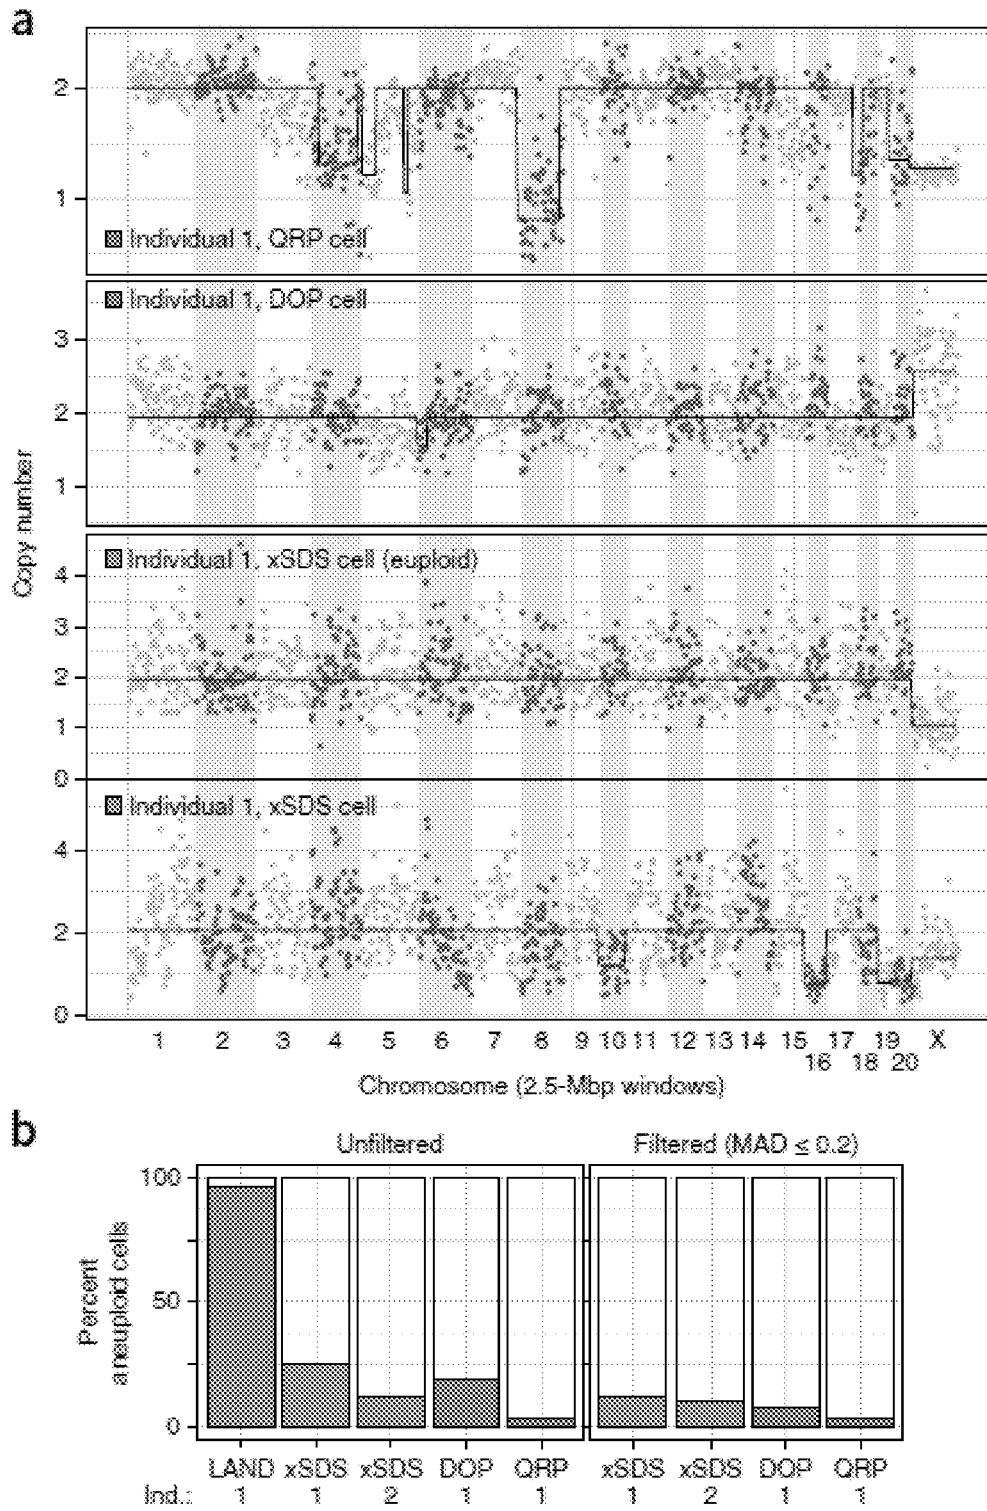 a
2
1
Individual 1, QRP cell
Individual 1, DOP cell
3
2
1
Copy number
Individual 1, xSDS cell (euploid)
4
3
2
1
0
Individual 1, xSDS cell
4
3
2
1
0
1 2 3 4 5 6 7 8 9 10 11 12 13 14 15 17 19 X
16 18 20
Chromosome (2.5-Mbp windows)
b
Unfiltered Filtered (MAD ≤ 0.2)
100
50
0
Percent
aneuploid cells
LAND xSDS xSDS DOP QRP xSDS xSDS DOP QRP
Ind.: 1 1 2 1 1 1 2 1 1